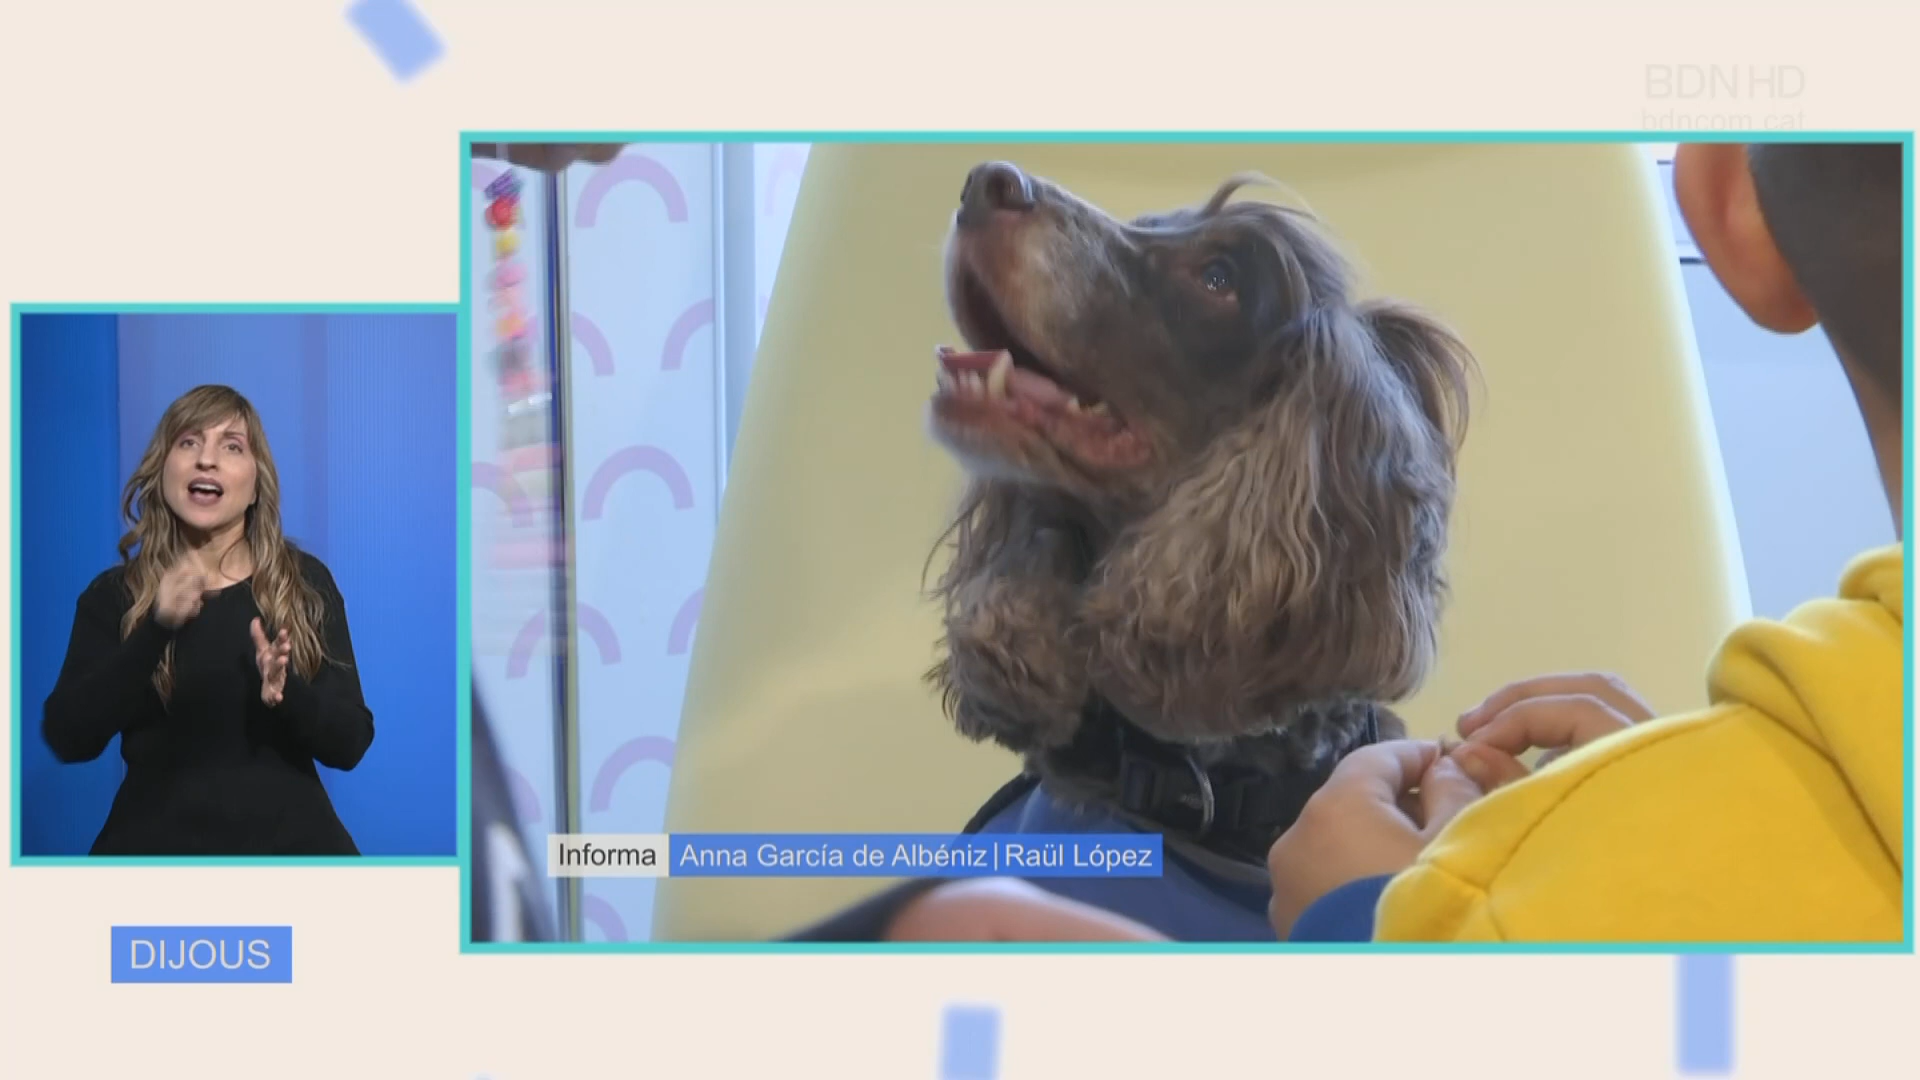 BDN HD
bdncom.cat
Informa Anna García de Albéniz | Raül López
DIJOUS